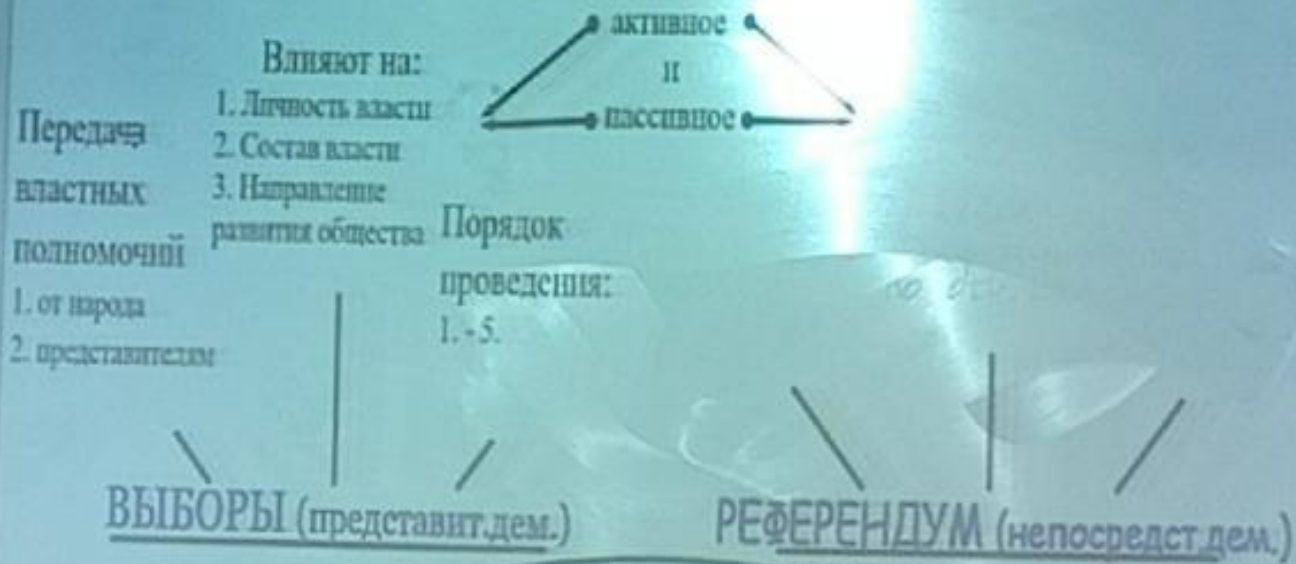 активное
и
пассивное
Влияют на:
1. Личность власти
2. Состав власти
3. Направление
развития общества
Передача
властных
полномочий
1. от народа
2. представителям
Порядок
проведения:
1. - 5.
ВЫБОРЫ (представит.дем.)
РЕФЕРЕНДУМ (непосредст.дем.)